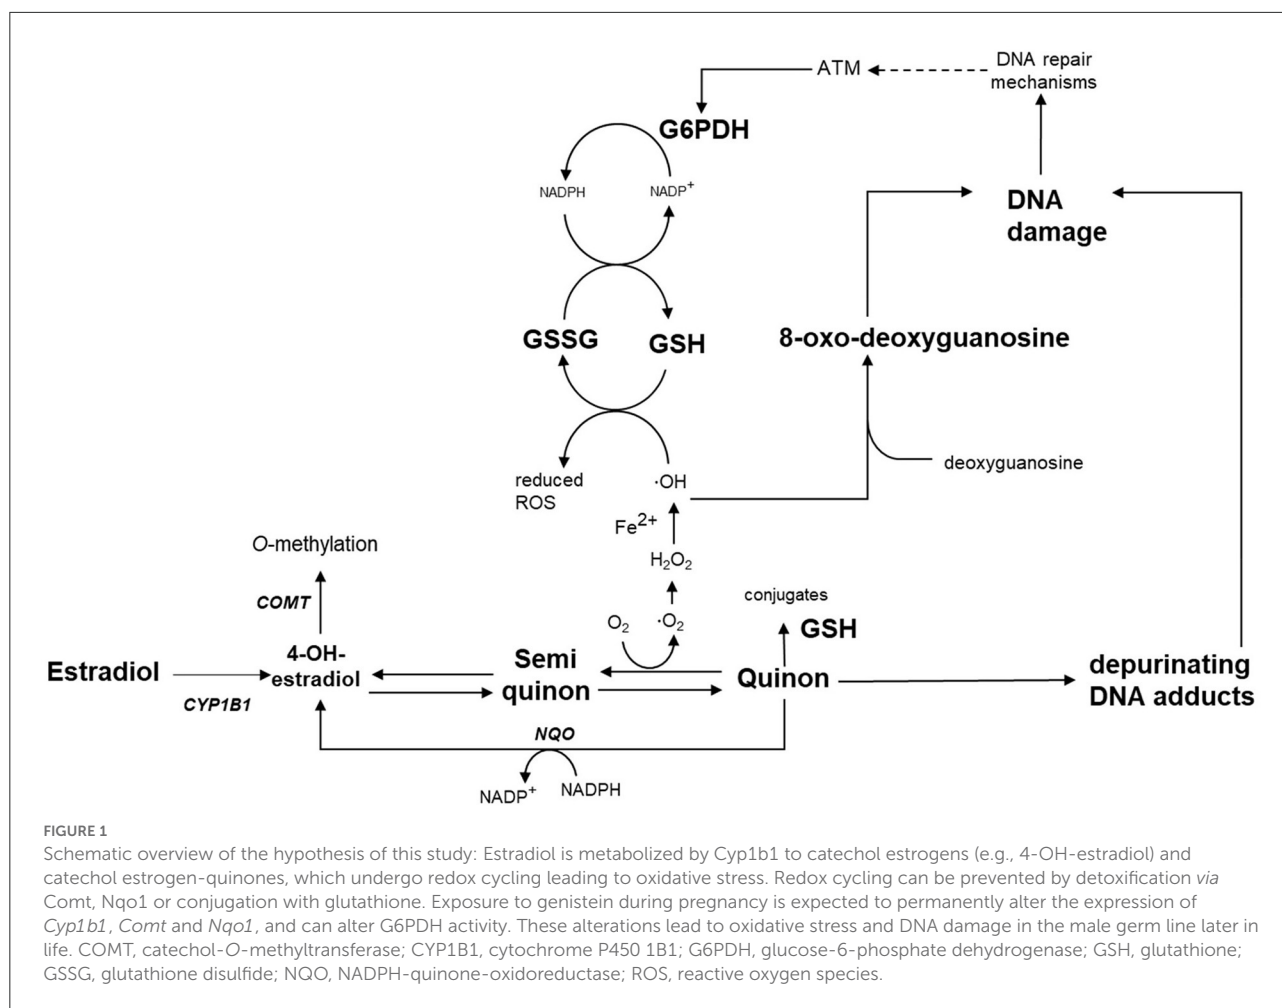 DNA repair
mechanisms
ATM
G6PDH
NADPH
NADP+
DNA
damage
GSSG
GSH
8-oxo-deoxyguanosine
reduced
ROS
·OH
deoxyguanosine
Fe2+
O-methylation
H2O2
COMT
conjugates
O2
·O2
GSH
Estradiol
4-OH-
estradiol
Semi
quinon
Quinon
depurinating
DNA adducts
CYP1B1
NQO
NADP+
NADPH
FIGURE 1
Schematic overview of the hypothesis of this study: Estradiol is metabolized by Cyp1b1 to catechol estrogens (e.g., 4-OH-estradiol) and
catechol estrogen-quinones, which undergo redox cycling leading to oxidative stress. Redox cycling can be prevented by detoxification via
Comt, Nqo1 or conjugation with glutathione. Exposure to genistein during pregnancy is expected to permanently alter the expression of
Cyp1b1, Comt and Nqo1, and can alter G6PDH activity. These alterations lead to oxidative stress and DNA damage in the male germ line later in
life. COMT, catechol-O-methyltransferase; CYP1B1, cytochrome P450 1B1; G6PDH, glucose-6-phosphate dehydrogenase; GSH, glutathione;
GSSG, glutathione disulfide; NQO, NADPH-quinone-oxidoreductase; ROS, reactive oxygen species.